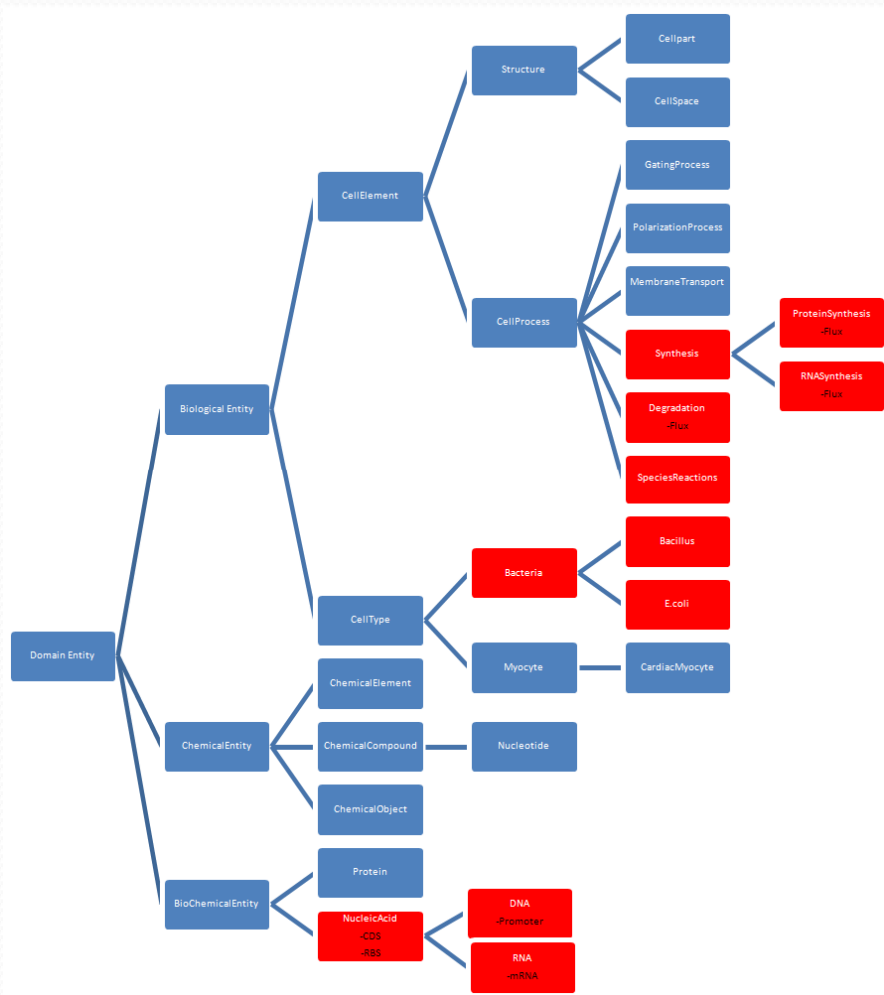 Cellpart
Structure
CellSpace
GatingProcess
CellElement
PolarizationProcess
MembraneTransport
ProteinSynthesis
-Flux
CellProcess
Synthesis
RNASynthesis
-Flux
Biological Entity
Degradation
-Flux
SpeciesReactions
Bacillus
Bacteria
E.coli
CellType
Domain Entity
Myocyte
CardiacMyocyte
ChemicalElement
ChemicalEntity
ChemicalCompound
Nucleotide
ChemicalObject
Protein
BioChemicalEntity
NucleicAcid
-CDS
-RBS
DNA
-Promoter
RNA
-mRNA